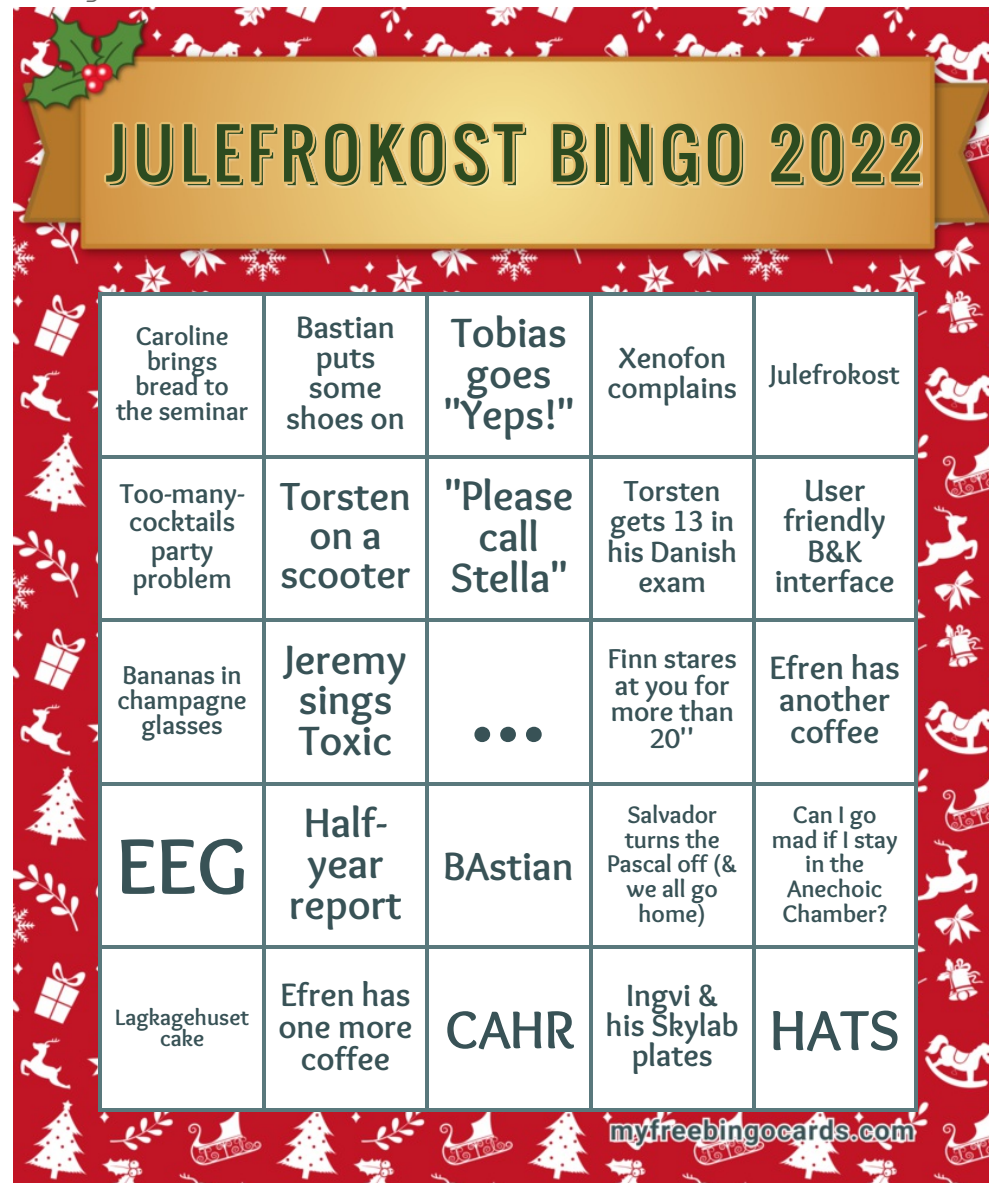 JULEFROKOST BINGO 2022
Caroline
brings
bread to
the seminar
Bastian
puts
some
shoes on
Tobias
goes
"Yeps!"
Xenofon
complains
Julefrokost
Too-many-
cocktails
party
problem
Torsten
on a
scooter
"Please
call
Stella"
Torsten
gets 13 in
his Danish
exam
User
friendly
B&K
interface
Bananas in
champagne
glasses
Jeremy
sings
Toxic
...
Finn stares
at you for
more than
20''
Efren has
another
coffee
EEG
Half-
year
report
BAstian
Salvador
turns the
Pascal off (&
we all go
home)
Can I go
mad if I stay
in the
Anechoic
Chamber?
Lagkagehuset
cake
Efren has
one more
coffee
CAHR
Ingvi &
his Skylab
plates
HATS
myfreebingocards.com